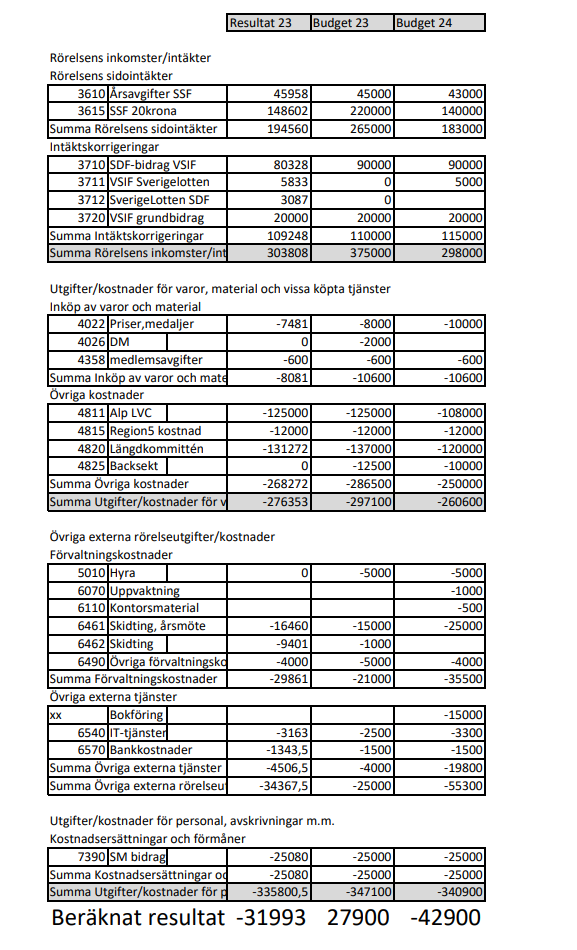 Resultat 23 Budget 23 Budget 24
Rörelsens inkomster/intäkter
Rörelsens sidointäkter
3610 Årsavgifter SSF 45958 45000 43000
3615 SSF 20krona 148602 220000 140000
Summa Rörelsens sidointäkter 194560 265000 183000
Intäktskorrigeringar
3710 SDF-bidrag VSIF 80328 90000 90000
3711 VSIF Sverigelotten 5833 0 5000
3712 SverigeLotten SDF 3087 0
3720 VSIF grundbidrag 20000 20000 20000
Summa Intäktskorrigeringar 109248 110000 115000
Summa Rörelsens inkomster/int 303808 375000 298000
Utgifter/kostnader för varor, material och vissa köpta tjänster
Inköp av varor och material
4022 Priser,medaljer -7481 -8000 -10000
4026 DM 0 -2000
4358 medlemsavgifter -600 -600 -600
Summa Inköp av varor och mate -8081 -10600 -10600
Övriga kostnader
4811 Alp LVC -125000 -125000 -108000
4815 Region5 kostnad -12000 -12000 -12000
4820 Längdkommittén -131272 -137000 -120000
4825 Backsekt 0 -12500 -10000
Summa Övriga kostnader -268272 -286500 -250000
Summa Utgifter/kostnader för v -276353 -297100 -260600
Övriga externa rörelseutgifter/kostnader
Förvaltningskostnader
5010 Hyra 0 -5000 -5000
6070 Uppvaktning -1000
6110 Kontorsmaterial -500
6461 Skidting, årsmöte -16460 -15000 -25000
6462 Skidting -9401 -1000
6490 Övriga förvaltningsko -4000 -5000 -4000
Summa Förvaltningskostnader -29861 -21000 -35500
Övriga externa tjänster
xx Bokföring -15000
6540 IT-tjänster -3163 -2500 -3300
6570 Bankkostnader -1343,5 -1500 -1500
Summa Övriga externa tjänster -4506,5 -4000 -19800
Summa Övriga externa rörelseut -34367,5 -25000 -55300
Utgifter/kostnader för personal, avskrivningar m.m.
Kostnadsersättningar och förmåner
7390 SM bidrag -25080 -25000 -25000
Summa Kostnadsersättningar oc -25080 -25000 -25000
Summa Utgifter/kostnader för p -335800,5 -347100 -340900
Beräknat resultat -31993 27900 -42900